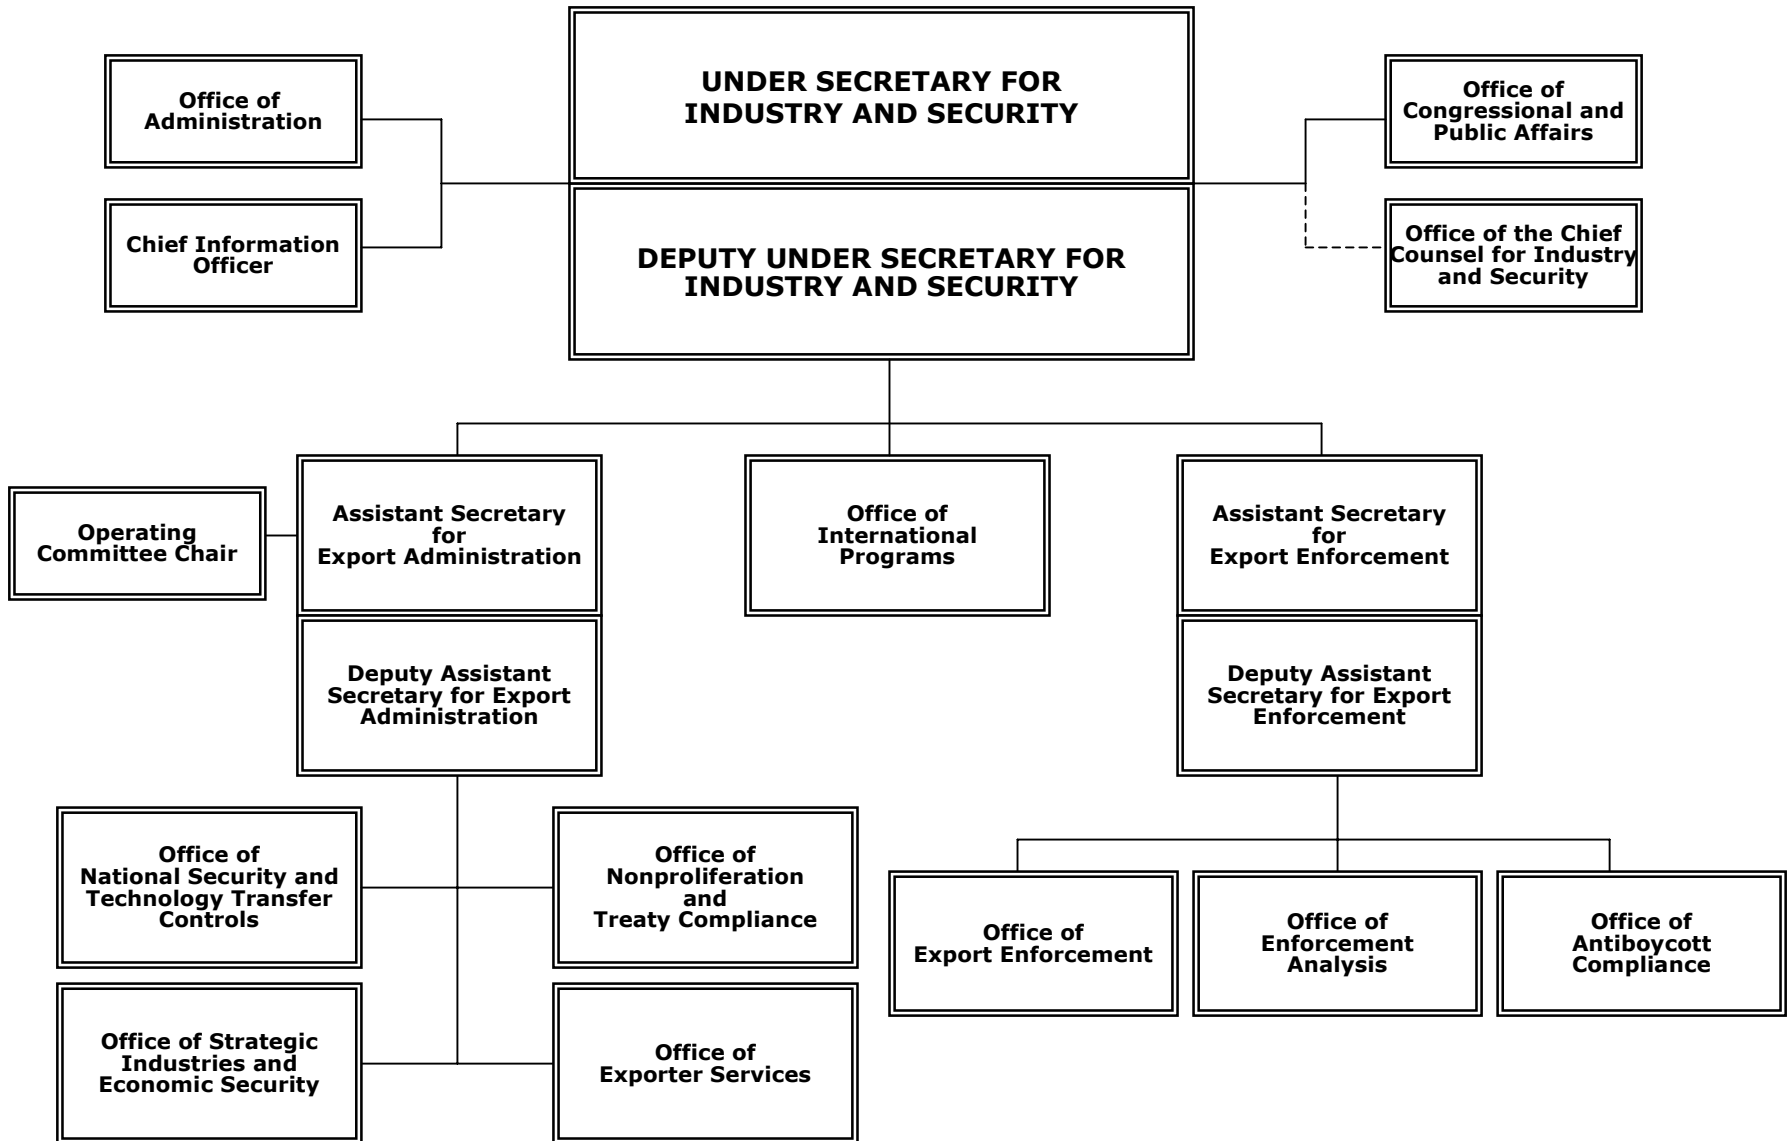 UNDER SECRETARY FOR
INDUSTRY AND SECURITY
Office of
Administration
Office of
Congressional and
Public Affairs
Chief Information
Officer
DEPUTY UNDER SECRETARY FOR
INDUSTRY AND SECURITY
Office of the Chief
Counsel for Industry
and Security
Operating
Committee Chair
Assistant Secretary
for
Export Administration
Office of
International
Programs
Assistant Secretary
for
Export Enforcement
Deputy Assistant
Secretary for Export
Administration
Deputy Assistant
Secretary for Export
Enforcement
Office of
National Security and
Technology Transfer
Controls
Office of
Nonproliferation
and
Treaty Compliance
Office of
Export Enforcement
Office of
Enforcement
Analysis
Office of
Antiboycott
Compliance
Office of Strategic
Industries and
Economic Security
Office of
Exporter Services